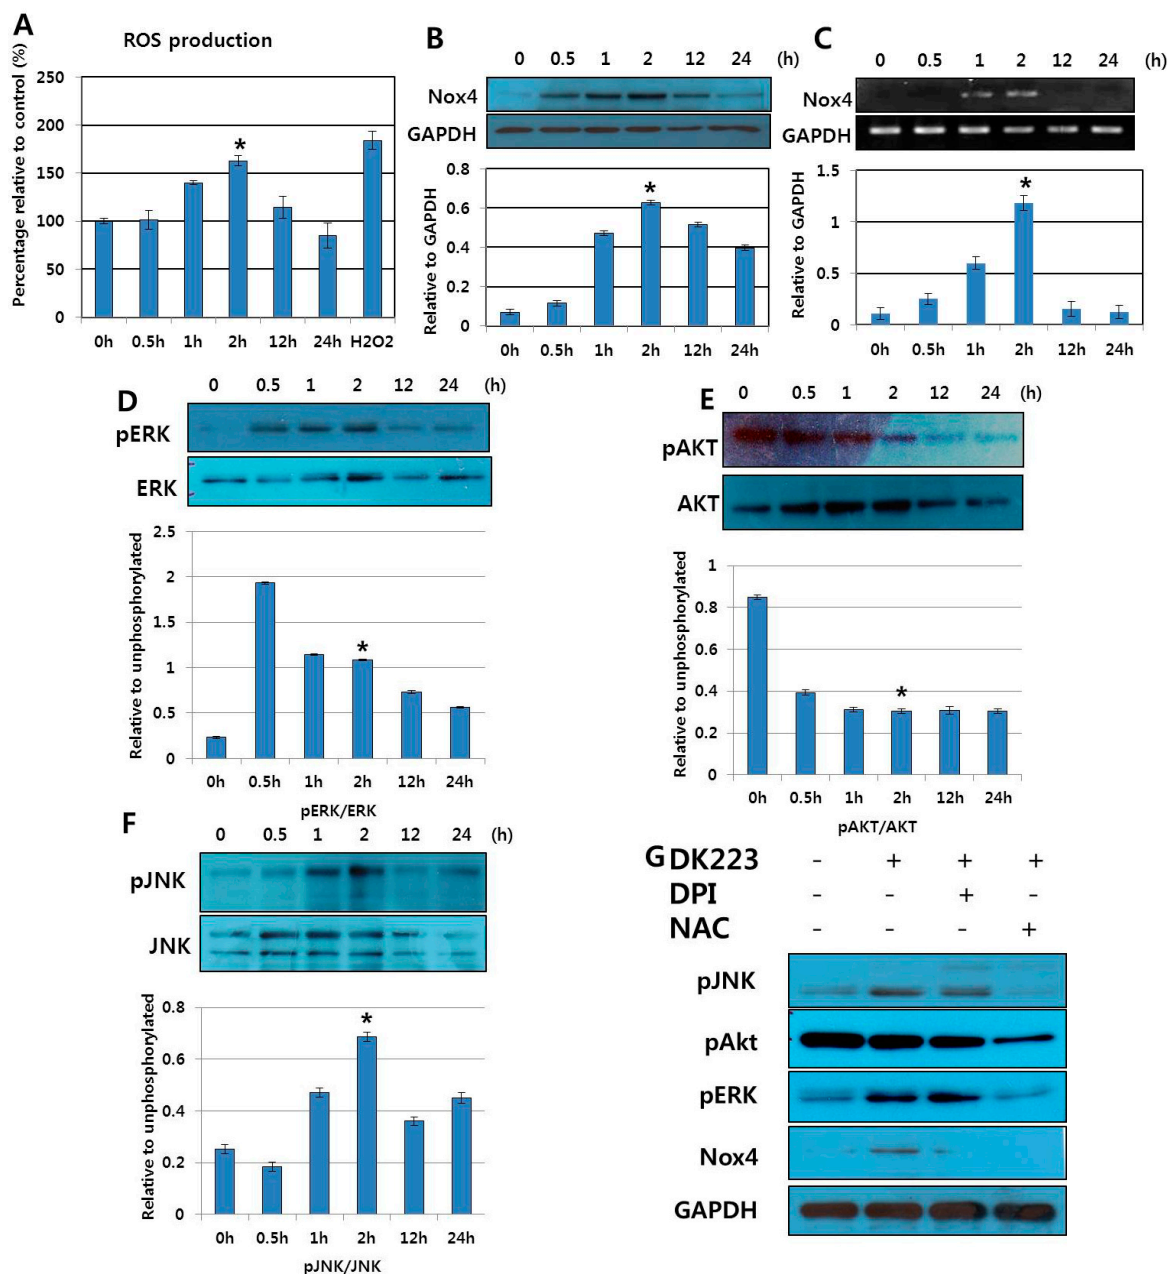 A
ROS production
Percentage relative to control (%)
250
200
150
100
50
0
0h 0.5h 1h 2h 12h 24h H2O2
*
B
0 0.5 1 2 12 24 (h)
Nox4
GAPDH
Relative to GAPDH
0.8
0.6
0.4
0.2
0
*
0h 0.5h 1h 2h 12h 24h
C
0 0.5 1 2 12 24 (h)
Nox4
GAPDH
Relative to GAPDH
1.5
1
0.5
0
*
0h 0.5h 1h 2h 12h 24h
D
0 0.5 1 2 12 24 (h)
pERK
ERK
Relative to unphosphorylated
2.5
2
1.5
1
0.5
0
*
0h 0.5h 1h 2h 12h 24h
pERK/ERK
E
0 0.5 1 2 12 24 (h)
pAKT
AKT
Relative to unphosphorylated
1
0.8
0.6
0.4
0.2
0
*
0h 0.5h 1h 2h 12h 24h
pAKT/AKT
F
0 0.5 1 2 12 24 (h)
pJNK
JNK
Relative to unphosphorylated
0.8
0.6
0.4
0.2
0
*
0h 0.5h 1h 2h 12h 24h
pJNK/JNK
G DK223 - + + +
DPI - - + -
NAC - - - +
pJNK
pAkt
pERK
Nox4
GAPDH